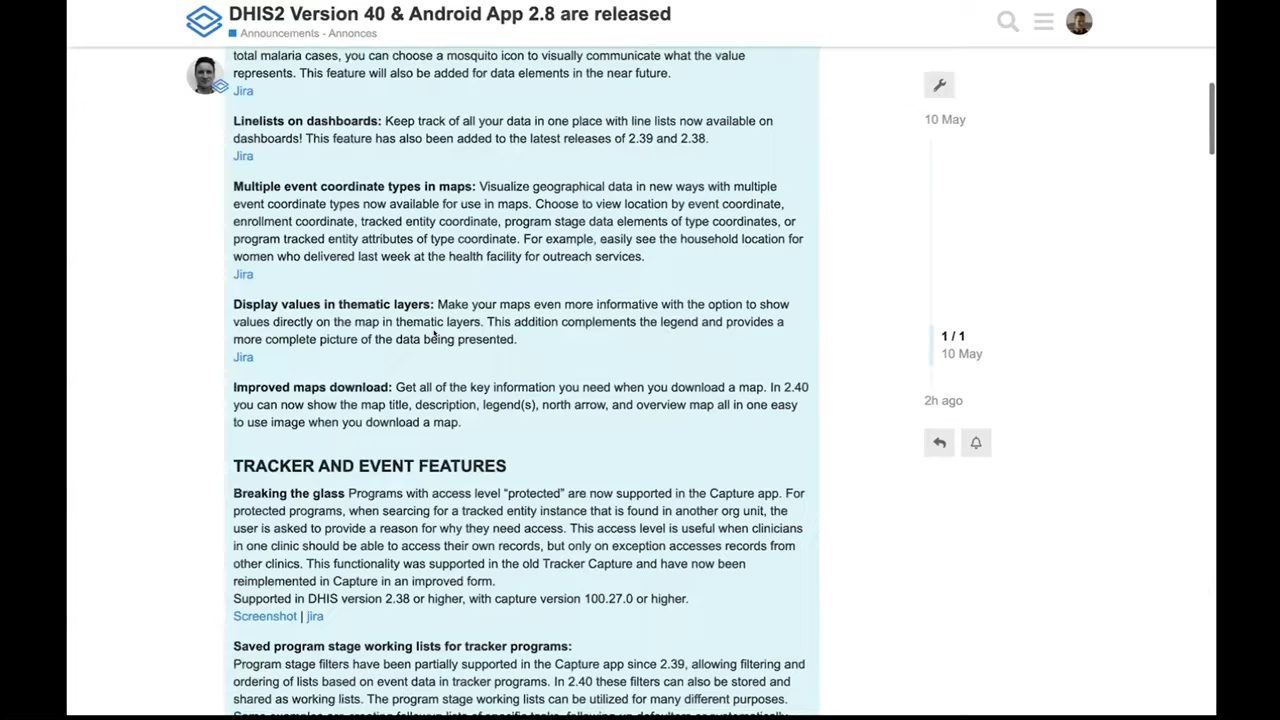 DHIS2 Version 40 & Android App 2.8 are released
Announcements - Annonces
total malaria cases, you can choose a mosquito icon to visually communicate what the value
represents. This feature will also be added for data elements in the near future.
Jira
Linelists on dashboards: Keep track of all your data in one place with line lists now available on
dashboards! This feature has also been added to the latest releases of 2.39 and 2.38.
Jira
Multiple event coordinate types in maps: Visualize geographical data in new ways with multiple
event coordinate types now available for use in maps. Choose to view location by event coordinate,
enrollment coordinate, tracked entity coordinate, program stage data elements of type coordinates, or
program tracked entity attributes of type coordinate. For example, easily see the household location for
women who delivered last week at the health facility for outreach services.
Jira
Display values in thematic layers: Make your maps even more informative with the option to show
values directly on the map in thematic layers. This addition complements the legend and provides a
more complete picture of the data being presented.
Jira
Improved maps download: Get all of the key information you need when you download a map. In 2.40
you can now show the map title, description, legend(s), north arrow, and overview map all in one easy
to use image when you download a map.
TRACKER AND EVENT FEATURES
Breaking the glass Programs with access level “protected” are now supported in the Capture app. For
protected programs, when searching for a tracked entity instance that is found in another org unit, the
user is asked to provide a reason for why they need access. This access level is useful when clinicians
in one clinic should be able to access their own records, but only on exception accesses records from
other clinics. This functionality was supported in the old Tracker Capture and have now been
reimplemented in Capture in an improved form.
Supported in DHIS version 2.38 or higher, with capture version 100.27.0 or higher.
Screenshot | jira
Saved program stage working lists for tracker programs:
Program stage filters have been partially supported in the Capture app since 2.39, allowing filtering and
ordering of lists based on event data in tracker programs. In 2.40 these filters can also be stored and
shared as working lists. The program stage working lists can be utilized for many different purposes.
10 May
1 / 1
10 May
2h ago